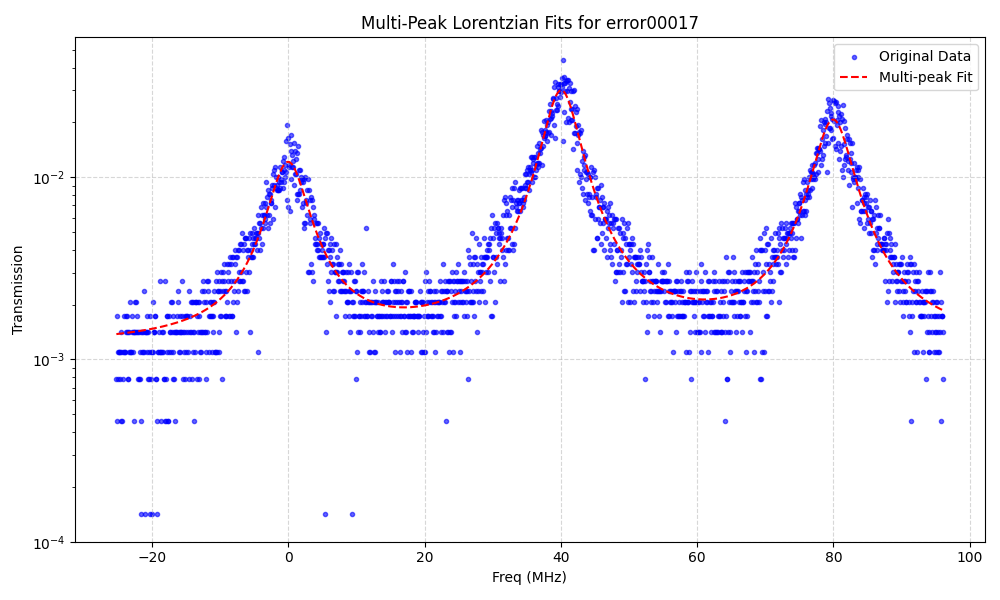 Multi-Peak Lorentzian Fits for error00017
Original Data
Multi-peak Fit
Transmission
10⁻²
10⁻³
10⁻⁴
−20
0
20
40
60
80
100
Freq (MHz)